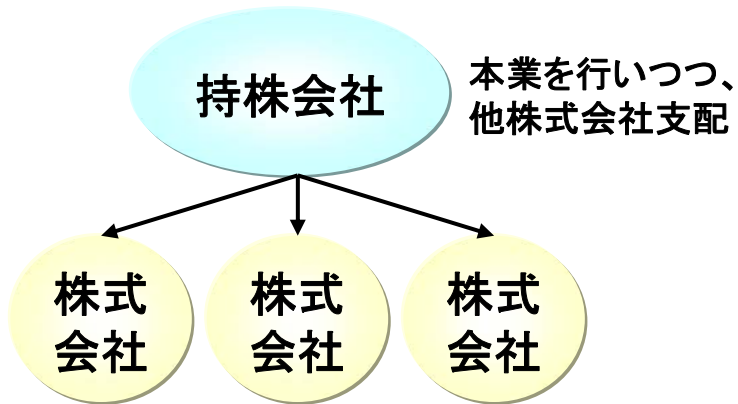 持株会社
本業を行いつつ、
他株式会社支配
株式
会社
株式
会社
株式
会社